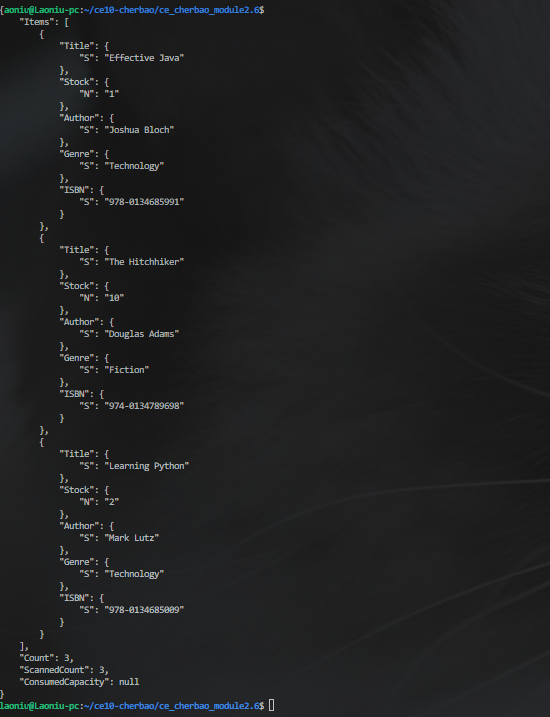 {aoniu@Laoniu-pc:~/ce10-cherbao/ce_cherbao_module2.6$
    "Items": [
        {
            "Title": {
                "S": "Effective Java"
            },
            "Stock": {
                "N": "1"
            },
            "Author": {
                "S": "Joshua Bloch"
            },
            "Genre": {
                "S": "Technology"
            },
            "ISBN": {
                "S": "978-0134685991"
            }
        },
        {
            "Title": {
                "S": "The Hitchhiker"
            },
            "Stock": {
                "N": "10"
            },
            "Author": {
                "S": "Douglas Adams"
            },
            "Genre": {
                "S": "Fiction"
            },
            "ISBN": {
                "S": "974-0134789698"
            }
        },
        {
            "Title": {
                "S": "Learning Python"
            },
            "Stock": {
                "N": "2"
            },
            "Author": {
                "S": "Mark Lutz"
            },
            "Genre": {
                "S": "Technology"
            },
            "ISBN": {
                "S": "978-0134685009"
            }
        }
    ],
    "Count": 3,
    "ScannedCount": 3,
    "ConsumedCapacity": null
}
laoniu@Laoniu-pc:~/ce10-cherbao/ce_cherbao_module2.6$